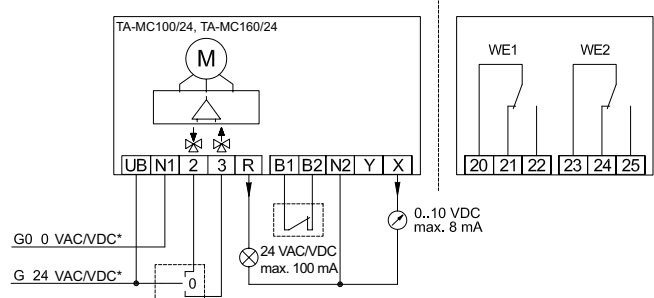 TA-MC100/24, TA-MC160/24
M
UB N1 2 3 R B1 B2 N2 Y X
WE1 WE2
20 21 22 23 24 25
0..10 VDC
max. 8 mA
G0 0 VAC/VDC*
24 VAC/VDC
max. 100 mA
G 24 VAC/VDC*
0